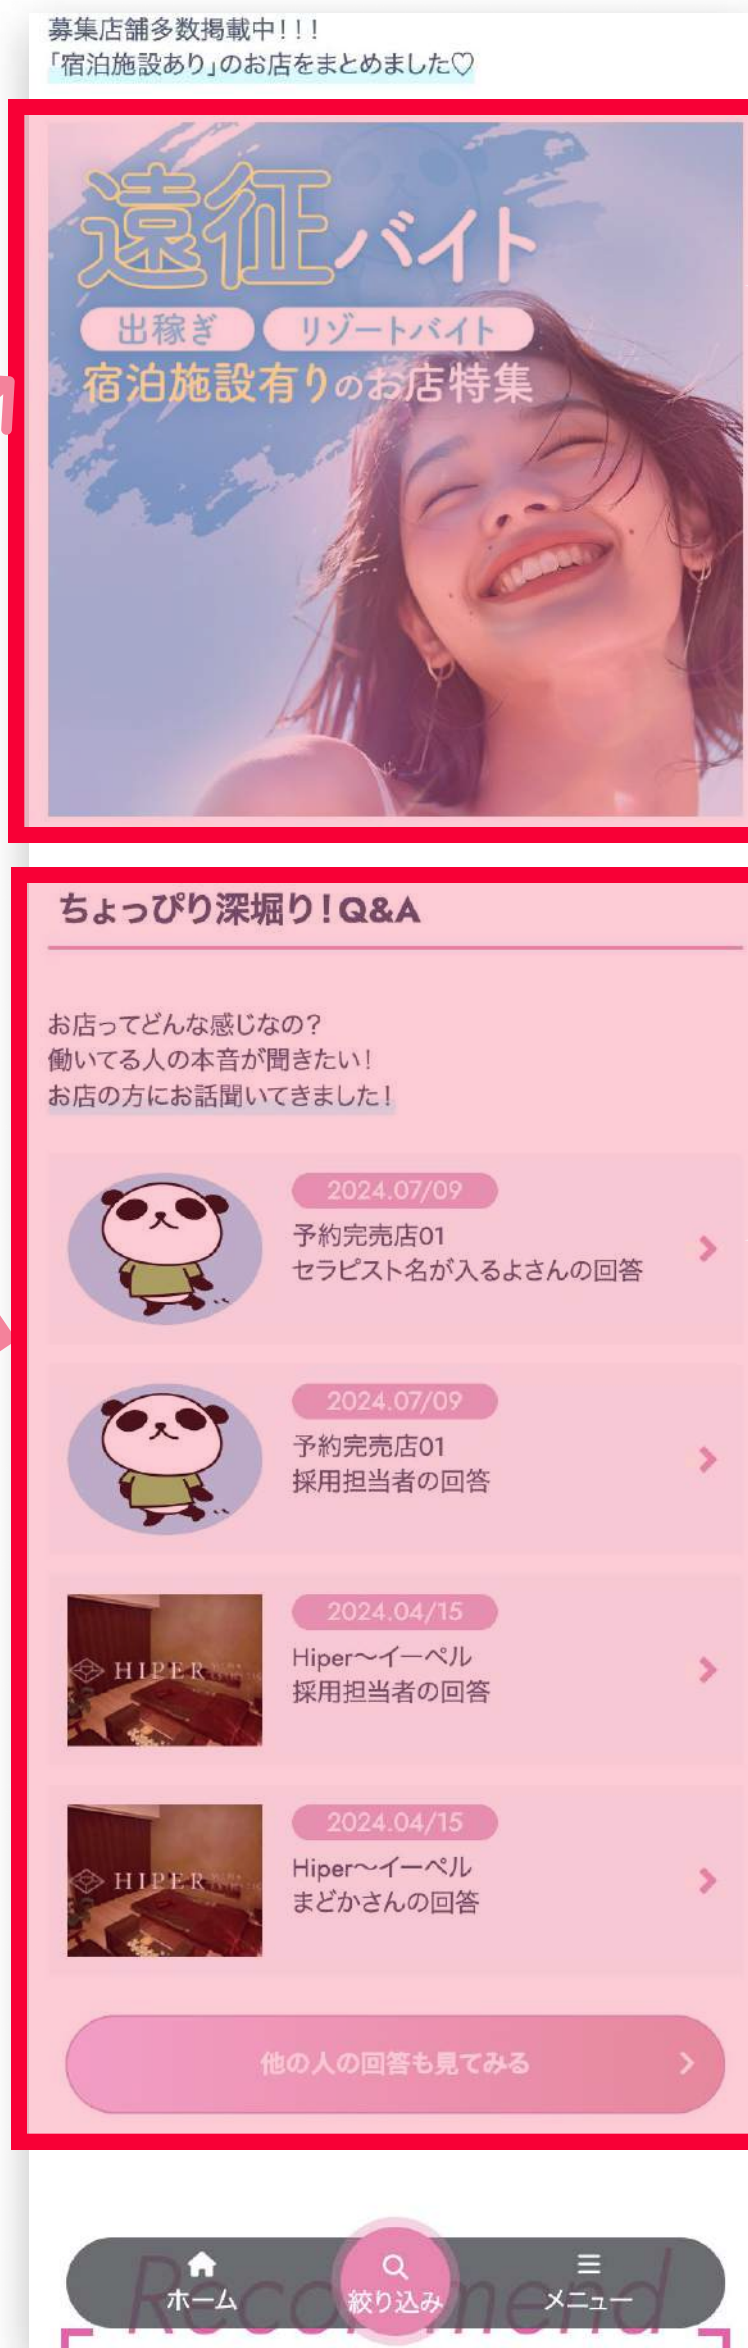 募集店舗多数掲載中!!!
「宿泊施設あり」のお店をまとめました♡
遠征バイト
出稼ぎ リゾートバイト
宿泊施設有りのお店特集
ちょっぴり深堀り!Q&A
お店ってどんな感じなの?
働いてる人の本音が聞きたい!
お店の方にお話聞いてきました!
2024.07/09
予約完売店01
セラピスト名が入るよさんの回答
2024.07/09
予約完売店01
採用担当者の回答
HIPER
2024.04/15
Hiper〜イーペル
採用担当者の回答
HIPER
2024.04/15
Hiper〜イーペル
まどかさんの回答
他の人の回答も見てみる
Recommend
ホーム 絞り込み メニュー